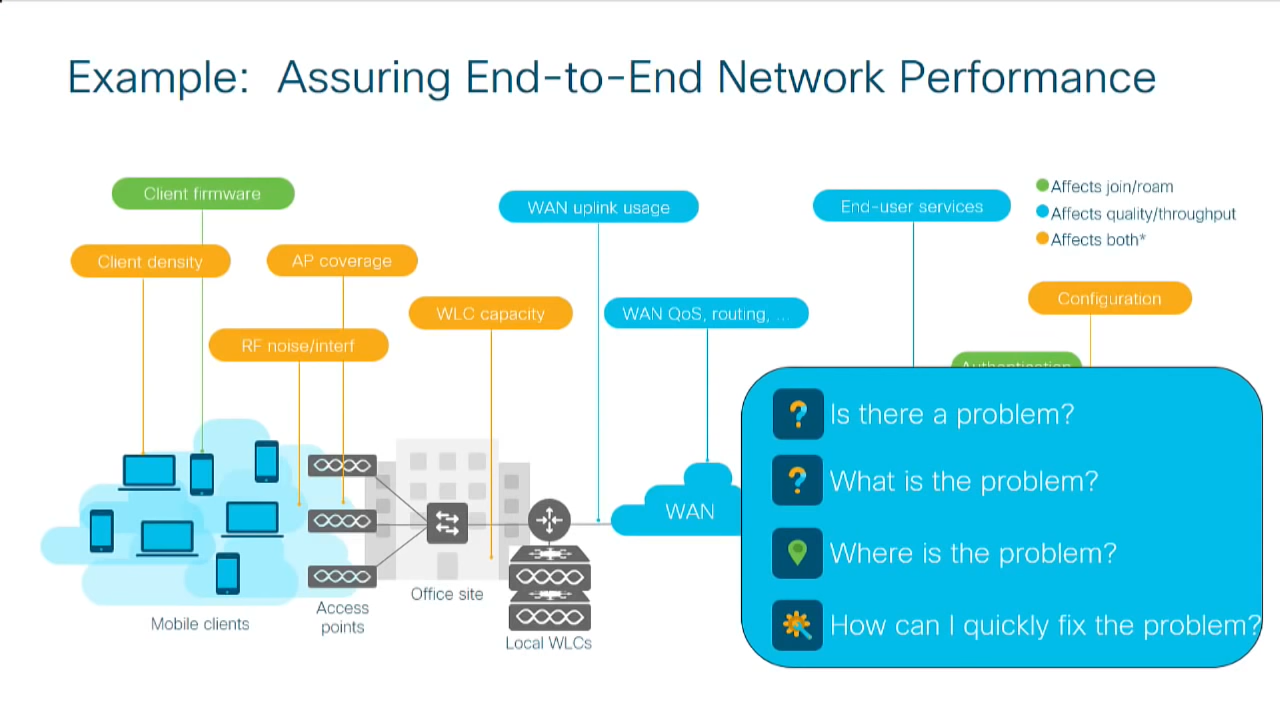 Example: Assuring End-to-End Network Performance
Client firmware
WAN uplink usage
End-user services
Affects join/roam
Affects quality/throughput
Affects both*
Client density
AP coverage
WLC capacity
WAN QoS, routing, ...
Configuration
RF noise/interf
Authentication
Is there a problem?
What is the problem?
Where is the problem?
How can I quickly fix the problem?
WAN
Office site
Access
points
Mobile clients
Local WLCs